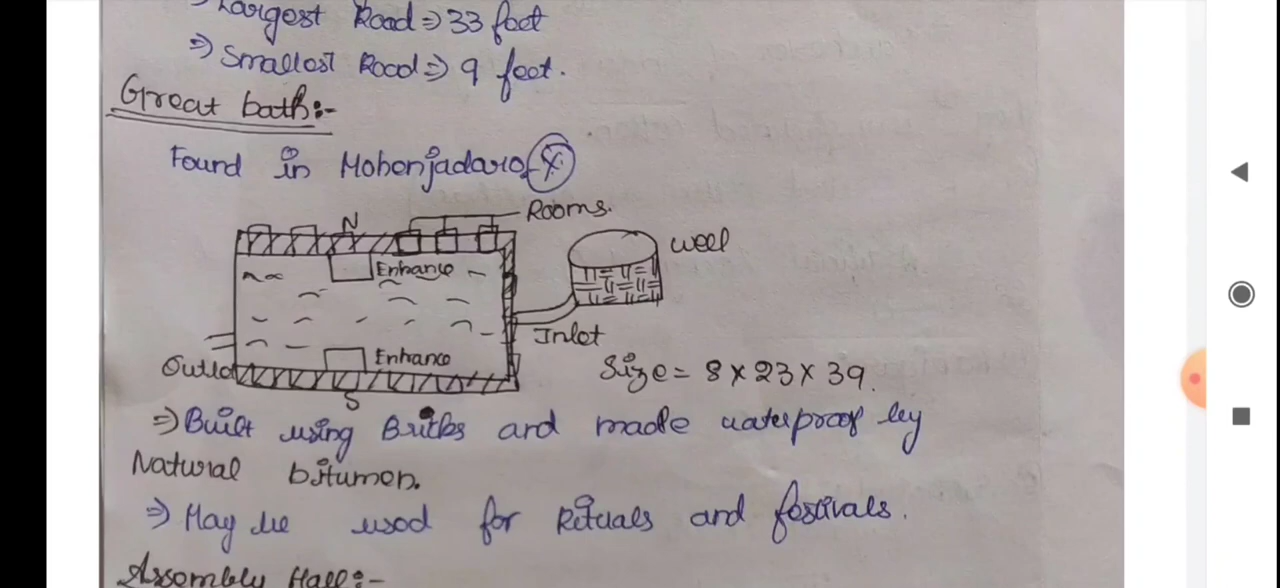 ⇒ Largest Road ⇒ 33 feet
⇒ Smallest Road ⇒ 9 feet.
Great bath:-
Found in Mohenjadaro
N
Rooms.
Well
Entrance
Inlet
Entrance
Outlet
Size = 8 × 23 × 39.
S
⇒ Built using Bricks and made waterproof by
Natural bitumen.
⇒ May be used for Rituals and festivals.
Assembly Hall:-